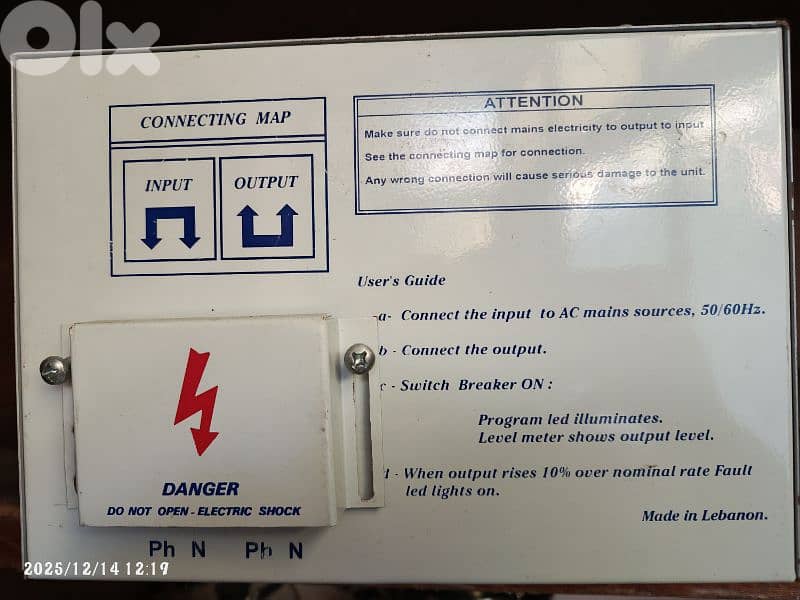 Olx
CONNECTING MAP
INPUT
OUTPUT
ATTENTION
Make sure do not connect mains electricity to output to input
See the connecting map for connection.
Any wrong connection will cause serious damage to the unit.
User's Guide
a- Connect the input to AC mains sources, 50/60Hz.
b - Connect the output.
c - Switch Breaker ON :
Program led illuminates.
Level meter shows output level.
- When output rises 10% over nominal rate Fault
led lights on.
Made in Lebanon.
DANGER
DO NOT OPEN - ELECTRIC SHOCK
Ph N Ph N
2025/12/14 12:19